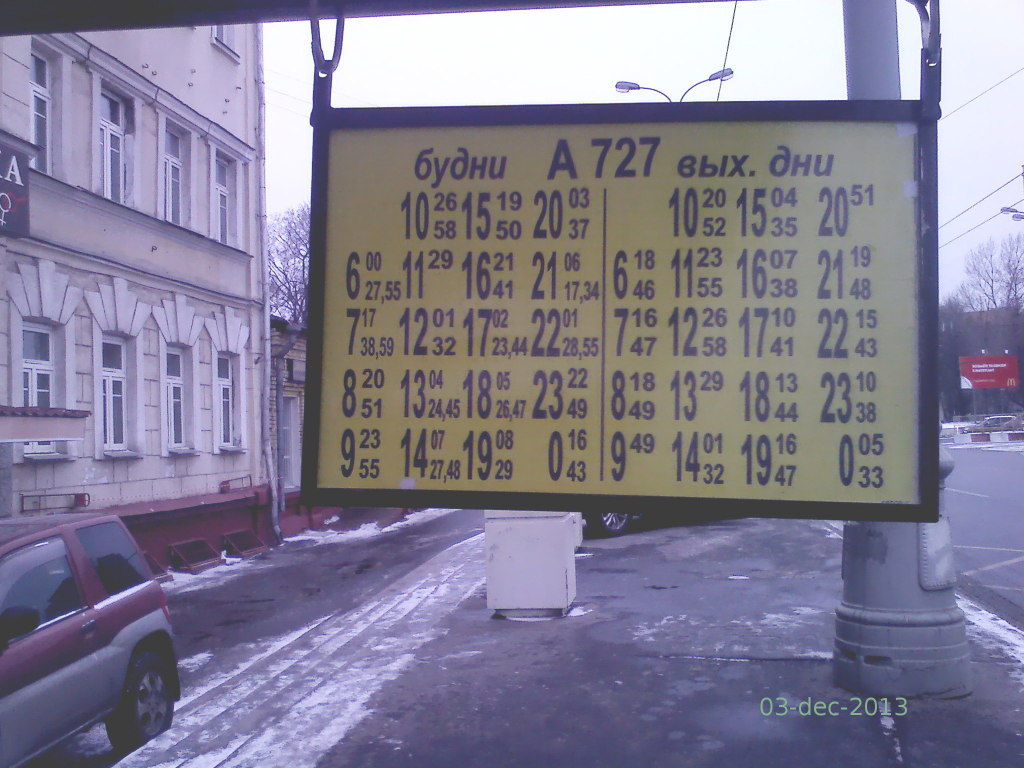 будни А 727 вых. дни
10 26 58 15 19 50 20 03 37 10 20 52 15 04 35 20 51
6 00 27,55 11 29 16 21 41 21 06 17,34 6 18 46 11 23 55 16 07 38 21 19 48
7 17 38,59 12 01 32 17 02 23,44 22 01 28,55 7 16 47 12 26 58 17 10 41 22 15 43
8 20 51 13 04 24,45 18 05 26,47 23 22 49 8 18 49 13 29 18 13 44 23 10 38
9 23 55 14 07 27,48 19 08 29 0 16 43 9 49 14 01 32 19 16 47 0 05 33
КА
03-dec-2013